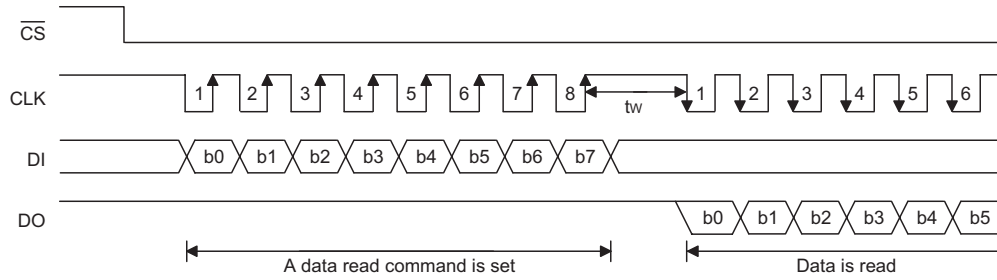 CS
CLK 1 2 3 4 5 6 7 8 tw 1 2 3 4 5 6
DI b0 b1 b2 b3 b4 b5 b6 b7
DO b0 b1 b2 b3 b4 b5
A data read command is set Data is read